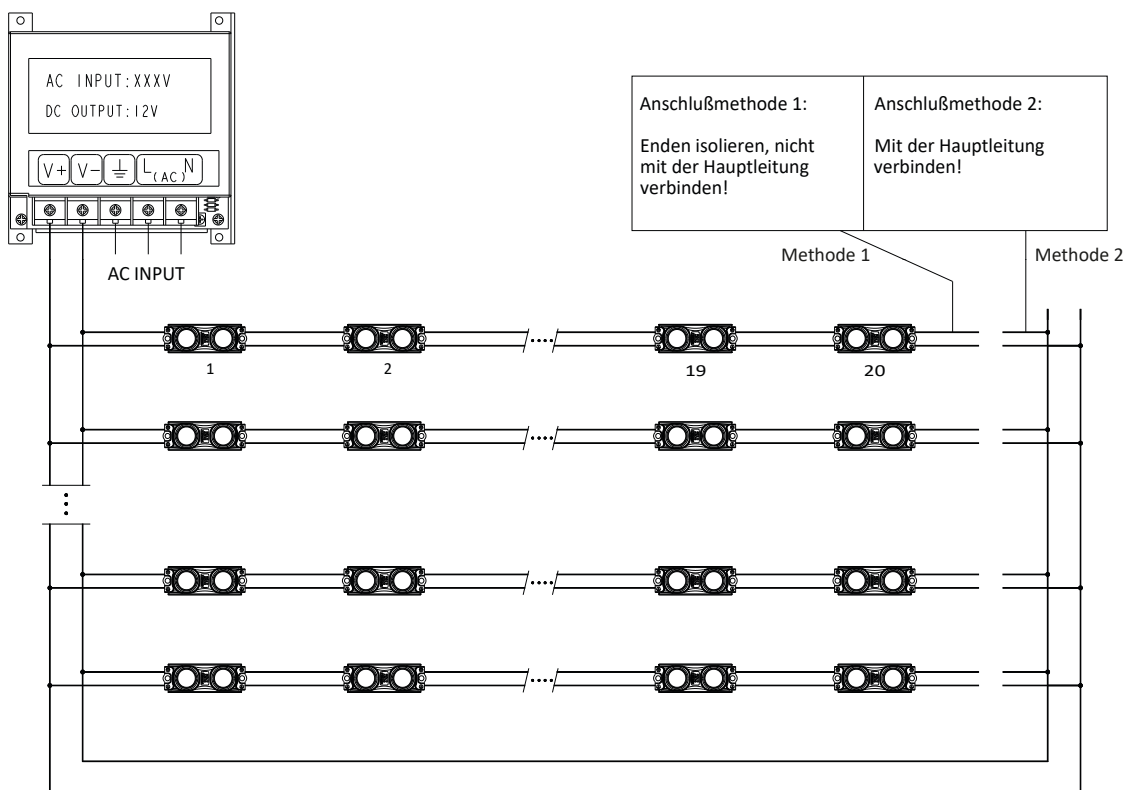 AC INPUT:XXXV
DC OUTPUT:12V
V+ V- L(AC)N
AC INPUT
Anschlußmethode 1:
Enden isolieren, nicht
mit der Hauptleitung
verbinden!
Anschlußmethode 2:
Mit der Hauptleitung
verbinden!
Methode 1
Methode 2
1
2
19
20